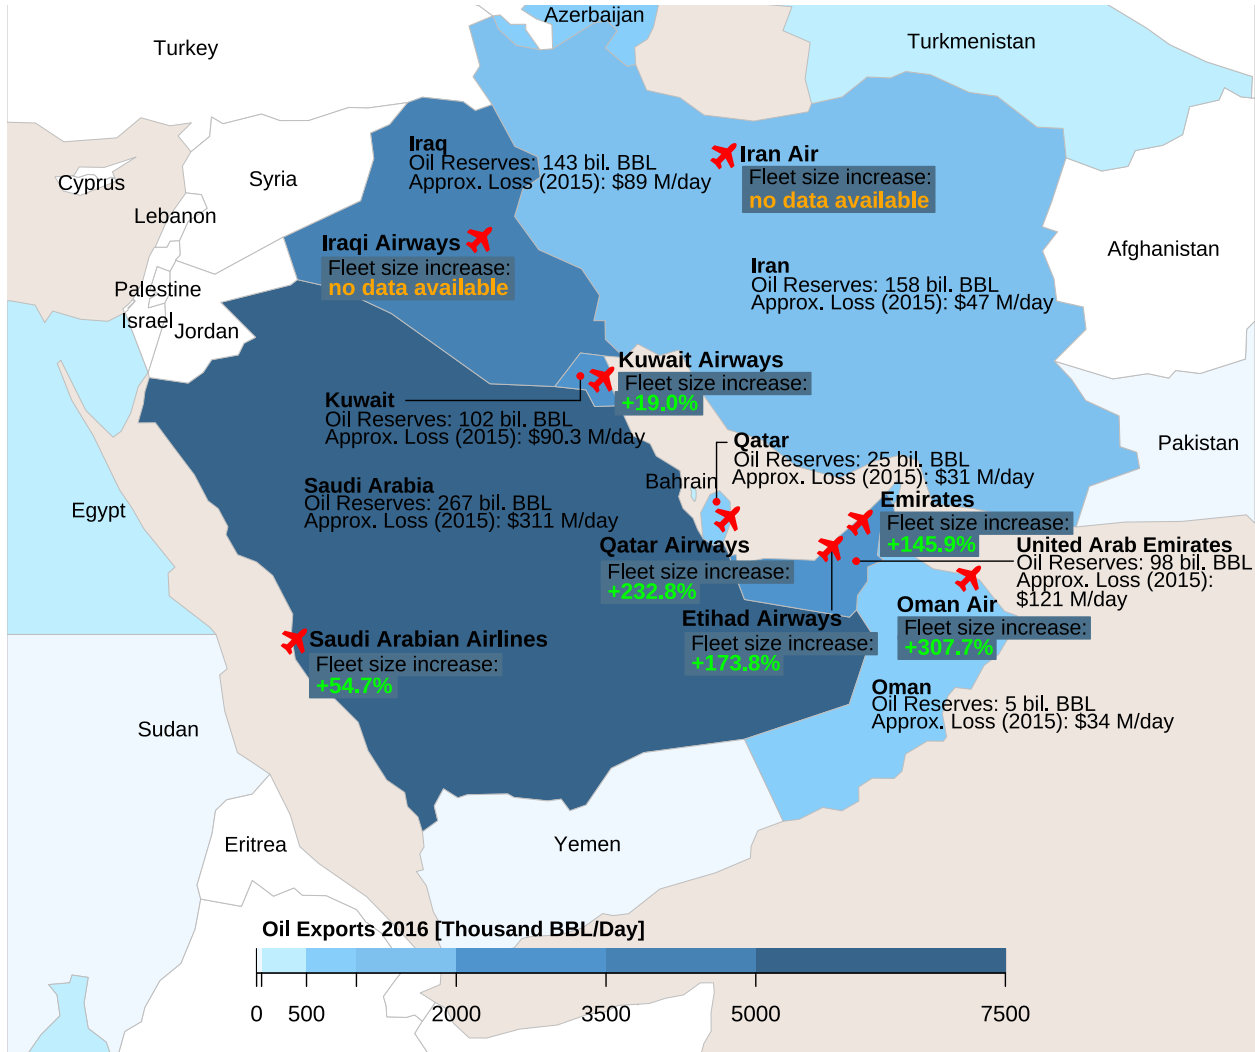 Azerbaijan
Turkey
Turkmenistan
Iraq
Oil Reserves: 143 bil. BBL
Approx. Loss (2015): $89 M/day
Iran Air
Fleet size increase:
no data available
Cyprus
Syria
Lebanon
Iraqi Airways
Fleet size increase:
no data available
Afghanistan
Iran
Oil Reserves: 158 bil. BBL
Approx. Loss (2015): $47 M/day
Palestine
Israel
Jordan
Kuwait Airways
Fleet size increase:
+19.0%
Kuwait
Oil Reserves: 102 bil. BBL
Approx. Loss (2015): $90.3 M/day
Pakistan
Qatar
Oil Reserves: 25 bil. BBL
Approx. Loss (2015): $31 M/day
Bahrain
Saudi Arabia
Oil Reserves: 267 bil. BBL
Approx. Loss (2015): $311 M/day
Egypt
Emirates
Fleet size increase:
+145.9%
Qatar Airways
Fleet size increase:
+232.8%
United Arab Emirates
Oil Reserves: 98 bil. BBL
Approx. Loss (2015):
$121 M/day
Etihad Airways
Fleet size increase:
+173.8%
Oman Air
Fleet size increase:
+307.7%
Saudi Arabian Airlines
Fleet size increase:
+54.7%
Oman
Oil Reserves: 5 bil. BBL
Approx. Loss (2015): $34 M/day
Sudan
Eritrea
Yemen
Oil Exports 2016 [Thousand BBL/Day]
0 500 2000 3500 5000 7500